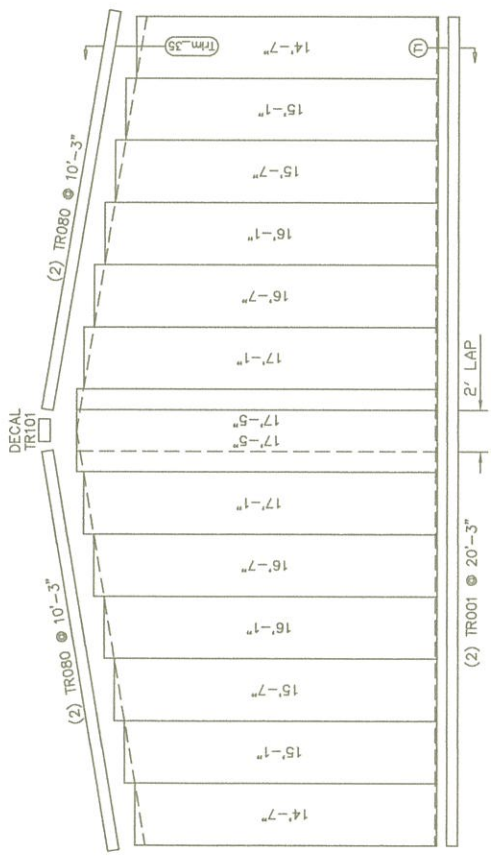 DECAL
TR101
(2) TR080 @ 10'-3"
(2) TR080 @ 10'-3"
Trim_35
14'-7"
15'-1"
15'-7"
16'-1"
16'-7"
17'-1"
17'-5"
17'-5"
17'-1"
16'-7"
16'-1"
15'-7"
15'-1"
14'-7"
F1
2' LAP
(2) TR001 @ 20'-3"